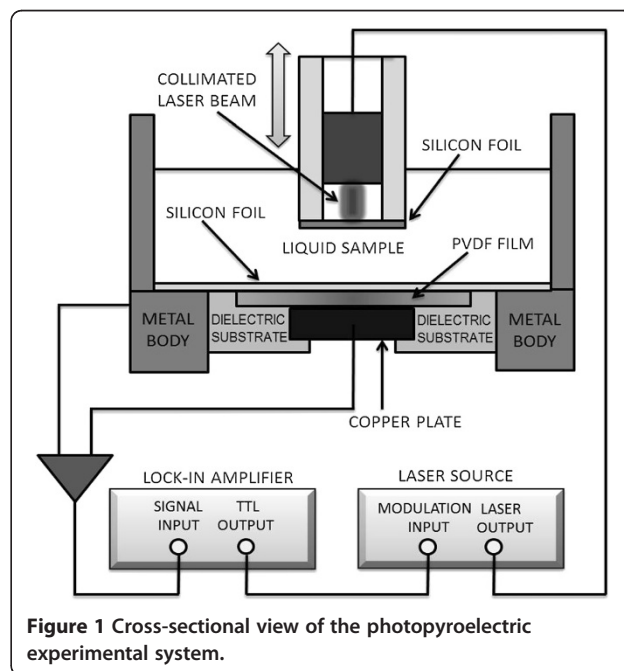 COLLIMATED
LASER BEAM
SILICON FOIL
SILICON FOIL
LIQUID SAMPLE
PVDF FILM
METAL
BODY
DIELECTRIC
SUBSTRATE
DIELECTRIC
SUBSTRATE
METAL
BODY
COPPER PLATE
LOCK-IN AMPLIFIER
LASER SOURCE
SIGNAL
INPUT
TTL
OUTPUT
MODULATION
INPUT
LASER
OUTPUT
Figure 1 Cross-sectional view of the photopyroelectric
experimental system.